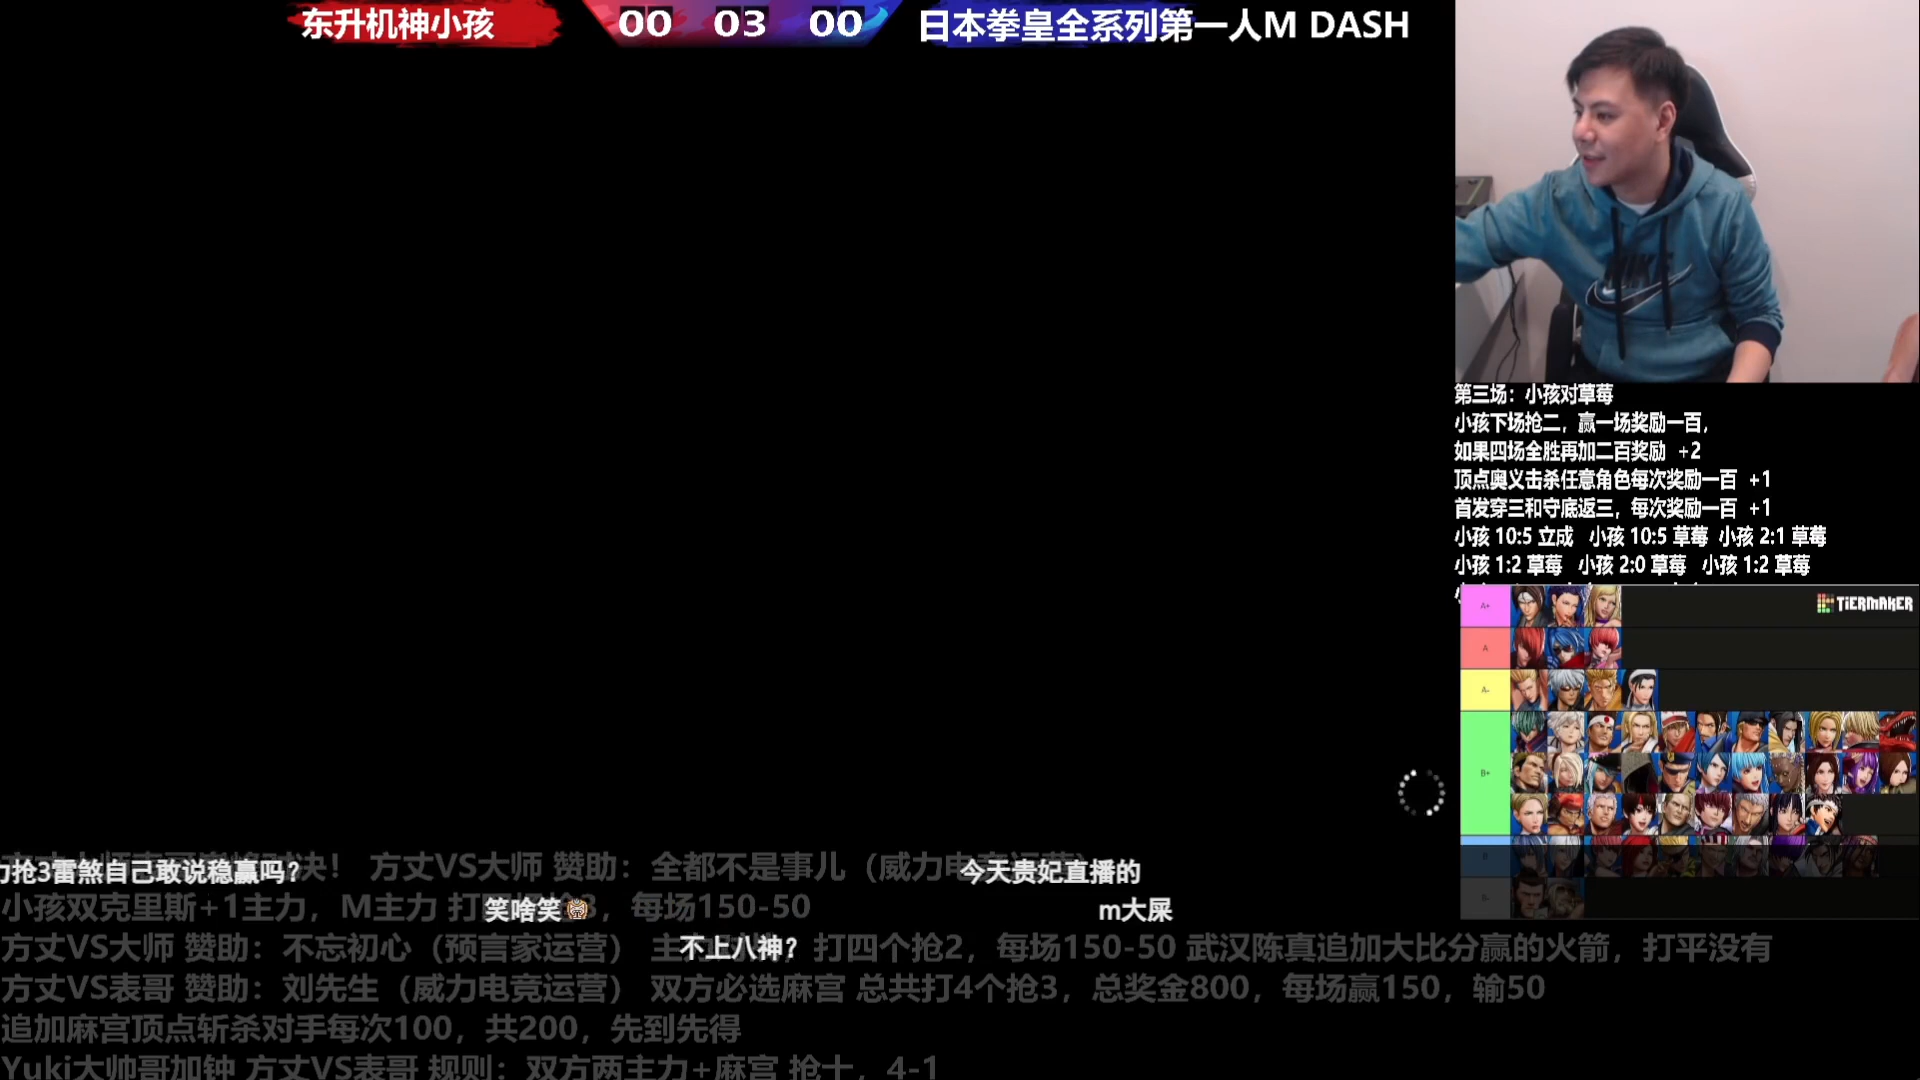 东升机神小孩
00 03 00
日本拳皇全系列第一人M DASH
NIKE
第三场：小孩对草莓
小孩下场抢二，赢一场奖励一百，
如果四场全胜再加二百奖励 +2
顶点奥义击杀任意角色每次奖励一百 +1
首发穿三和守底返三，每次奖励一百 +1
小孩 10:5 立成 小孩 10:5 草莓 小孩 2:1 草莓
小孩 1:2 草莓 小孩 2:0 草莓 小孩 1:2 草莓
TIERMAKER
A+
A
A-
B+
B
B-
力抢3雷煞自己敢说稳赢吗？
决！ 方丈VS大师 赞助：全都不是事儿（威力电竞运营）
今天贵妃直播的
小孩双克里斯+1主力，M主力 打
3，每场150-50
笑啥笑
m大屎
方丈VS大师 赞助：不忘初心（预言家运营） 主
打四个抢2，每场150-50 武汉陈真追加大比分赢的火箭，打平没有
不上八神？
方丈VS表哥 赞助：刘先生（威力电竞运营） 双方必选麻宫 总共打4个抢3，总奖金800，每场赢150，输50
追加麻宫顶点斩杀对手每次100，共200，先到先得
Yuki大帅哥加钟 方丈VS表哥 规则：双方两主力+麻宫 抢十，4-1